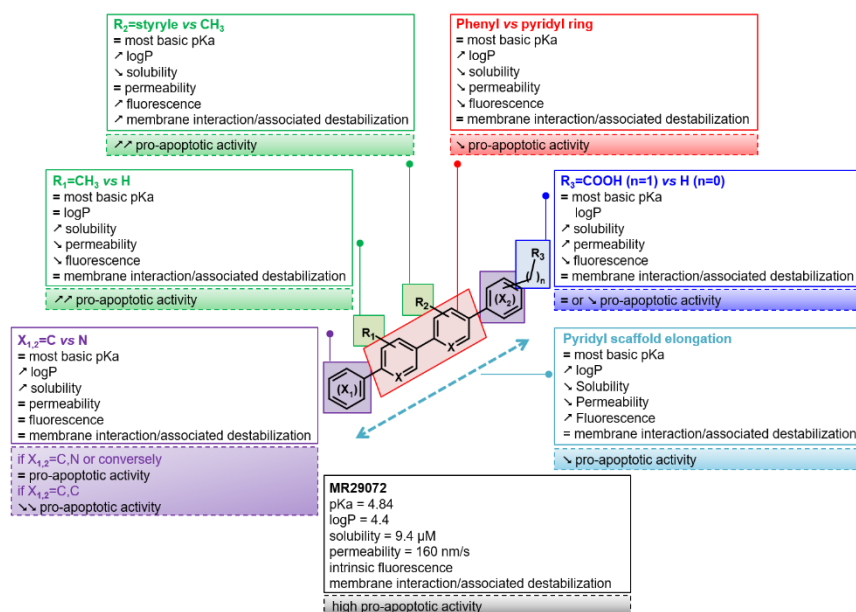 R₂=styryle vs CH₃
= most basic pKa
↗ logP
↘ solubility
= permeability
↗ fluorescence
↗ membrane interaction/associated destabilization
↗↗ pro-apoptotic activity
Phenyl vs pyridyl ring
= most basic pKa
↗ logP
↘ solubility
↘ permeability
↘ fluorescence
= membrane interaction/associated destabilization
↘ pro-apoptotic activity
R₁=CH₃ vs H
= most basic pKa
= logP
↗ solubility
↘ permeability
↘ fluorescence
= membrane interaction/associated destabilization
↗↗ pro-apoptotic activity
R₃=COOH (n=1) vs H (n=0)
= most basic pKa
logP
↗ solubility
↗ permeability
↘ fluorescence
= membrane interaction/associated destabilization
= or ↘ pro-apoptotic activity
R₃
( )n
(X₂)
R₂
R₁
X
X
(X₁)
X₁,₂=C vs N
= most basic pKa
↗ logP
↗ solubility
= permeability
= fluorescence
= membrane interaction/associated destabilization
if X₁,₂=C,N or conversely
= pro-apoptotic activity
if X₁,₂=C,C
↘↘ pro-apoptotic activity
Pyridyl scaffold elongation
= most basic pKa
↗ logP
↘ Solubility
↘ Permeability
↗ Fluorescence
= membrane interaction/associated destabilization
↘ pro-apoptotic activity
MR29072
pKa = 4.84
logP = 4.4
solubility = 9.4 µM
permeability = 160 nm/s
intrinsic fluorescence
membrane interaction/associated destabilization
high pro-apoptotic activity